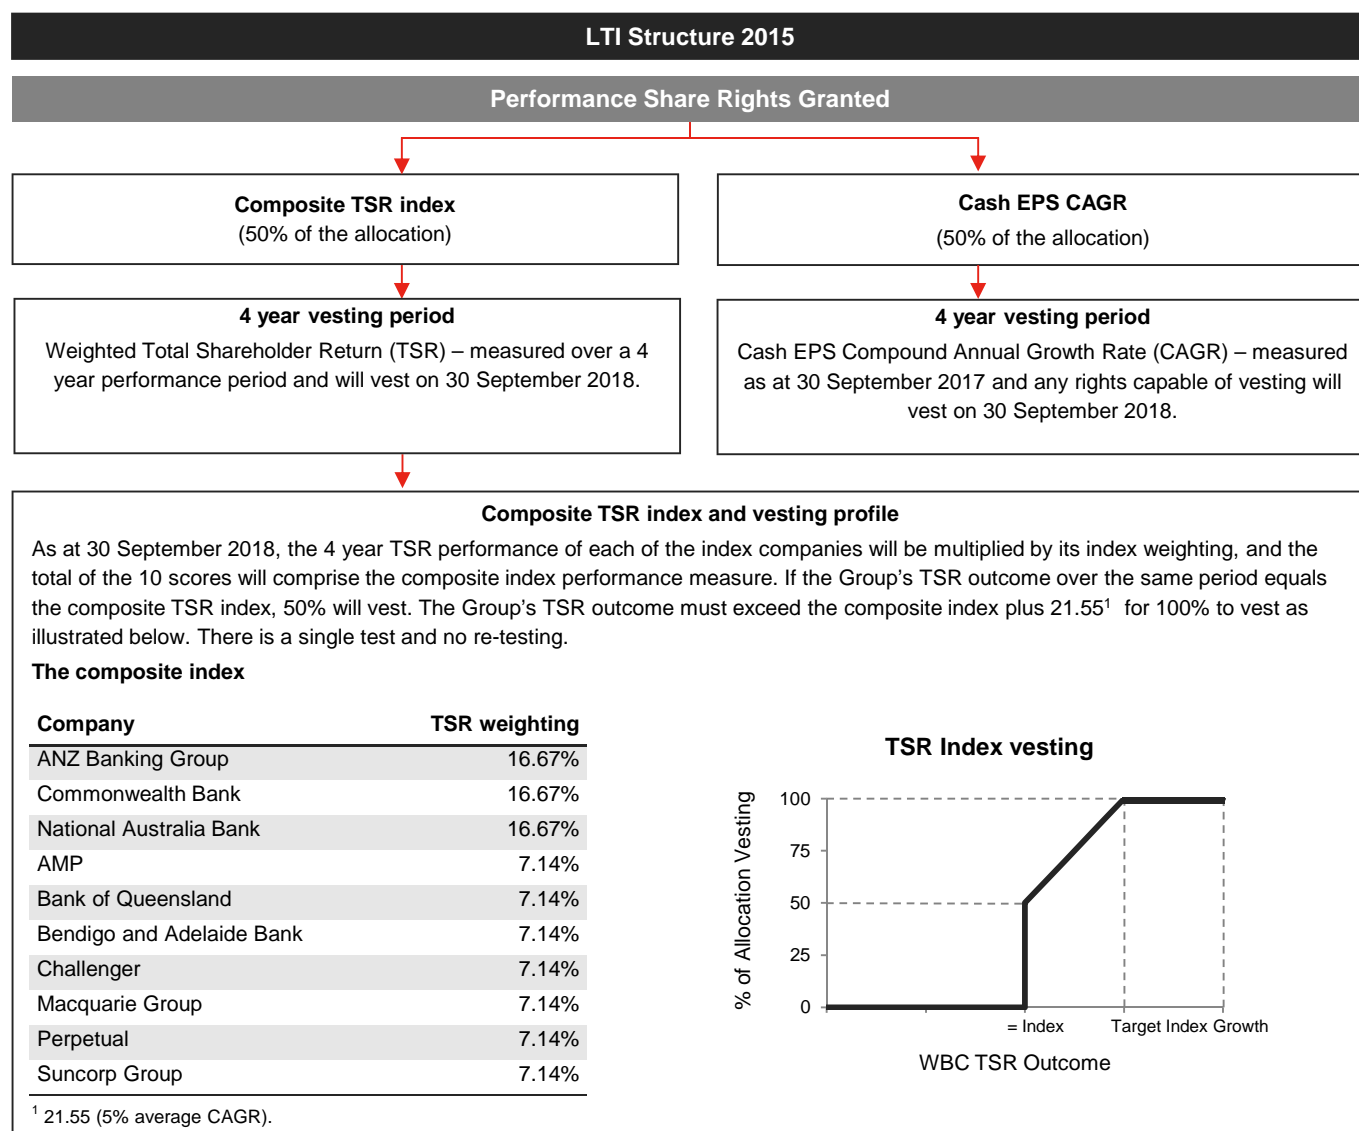 LTI Structure 2015
Performance Share Rights Granted
Composite TSR index
(50% of the allocation)
Cash EPS CAGR
(50% of the allocation)
4 year vesting period
Weighted Total Shareholder Return (TSR) – measured over a 4
year performance period and will vest on 30 September 2018.
4 year vesting period
Cash EPS Compound Annual Growth Rate (CAGR) – measured
as at 30 September 2017 and any rights capable of vesting will
vest on 30 September 2018.
Composite TSR index and vesting profile
As at 30 September 2018, the 4 year TSR performance of each of the index companies will be multiplied by its index weighting, and the
total of the 10 scores will comprise the composite index performance measure. If the Group's TSR outcome over the same period equals
the composite TSR index, 50% will vest. The Group's TSR outcome must exceed the composite index plus 21.55¹ for 100% to vest as
illustrated below. There is a single test and no re-testing.
The composite index
Company TSR weighting
ANZ Banking Group 16.67%
Commonwealth Bank 16.67%
National Australia Bank 16.67%
AMP 7.14%
Bank of Queensland 7.14%
Bendigo and Adelaide Bank 7.14%
Challenger 7.14%
Macquarie Group 7.14%
Perpetual 7.14%
Suncorp Group 7.14%
¹ 21.55 (5% average CAGR).
TSR Index vesting
% of Allocation Vesting
100
75
50
25
0
= Index Target Index Growth
WBC TSR Outcome